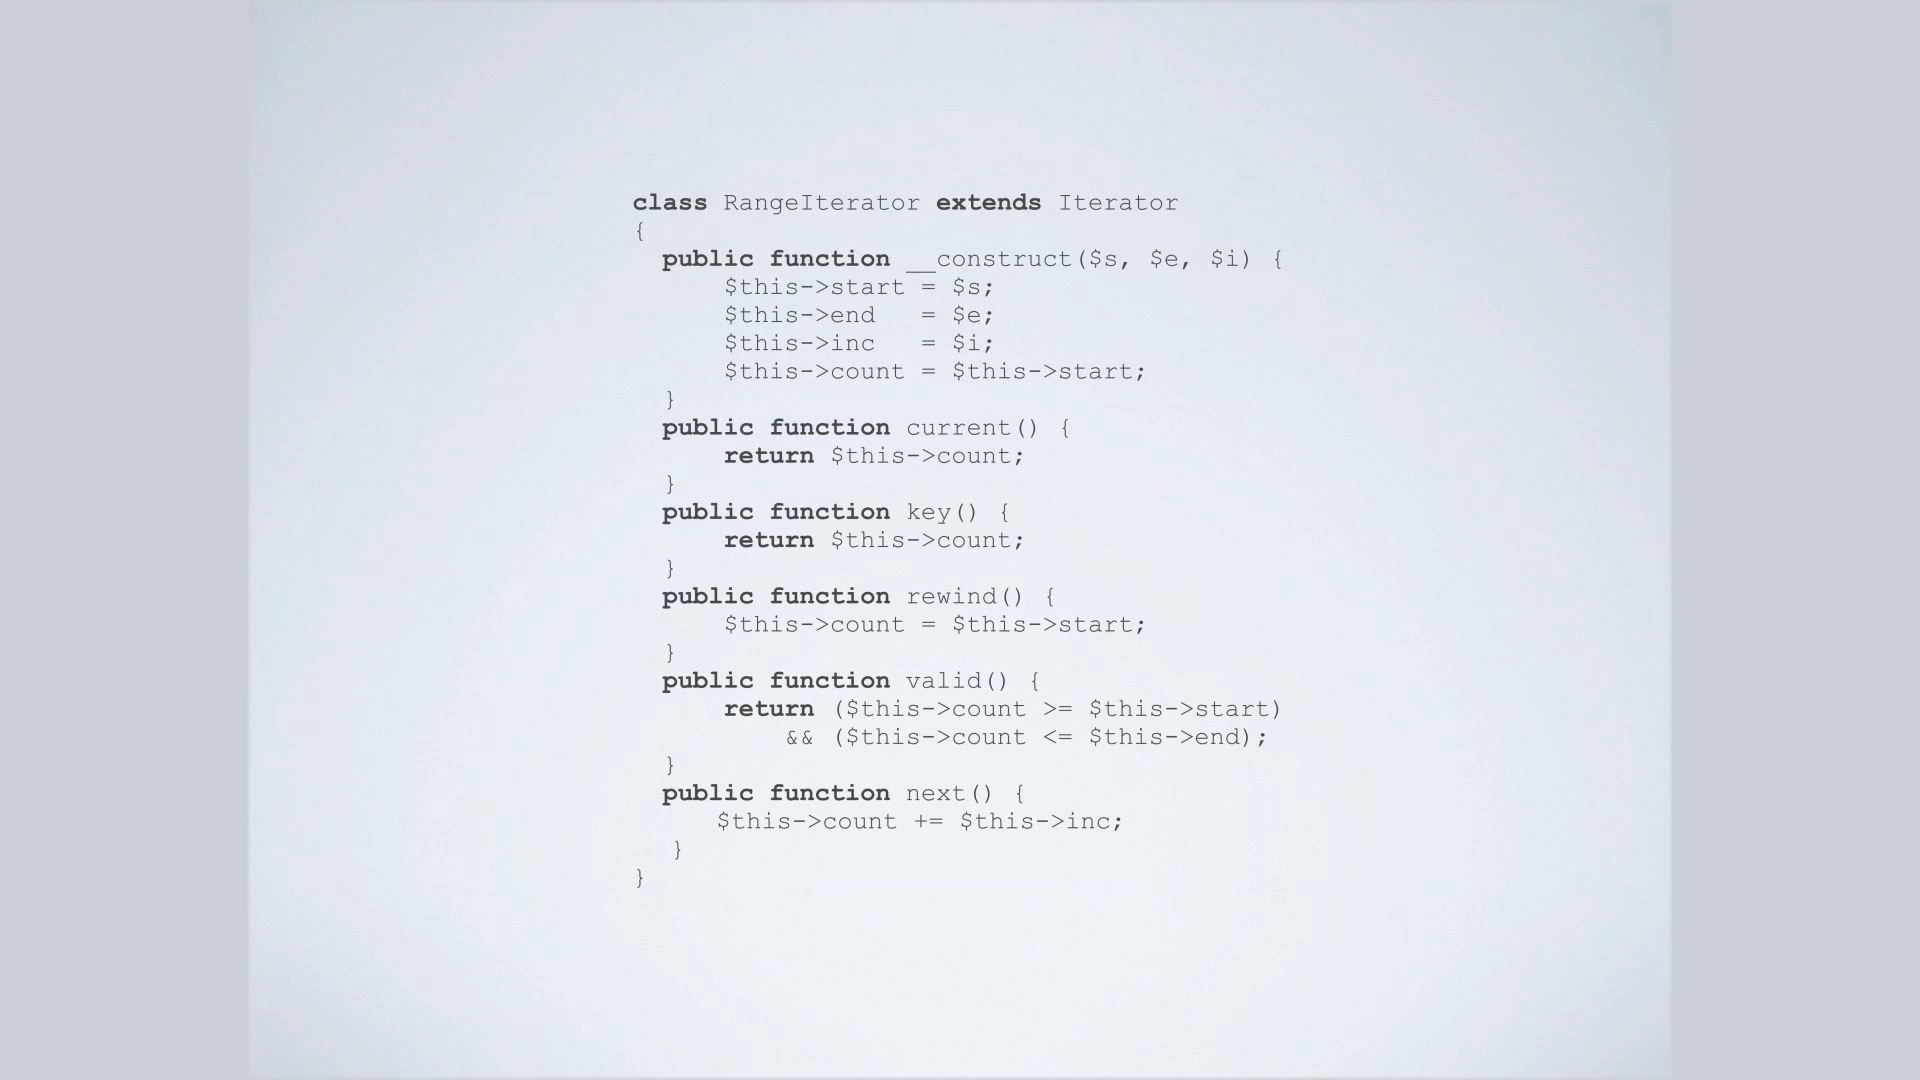 class RangeIterator extends Iterator
{
public function __construct($s, $e, $i) {
$this->start = $s;
$this->end = $e;
$this->inc = $i;
$this->count = $this->start;
}
public function current() {
return $this->count;
}
public function key() {
return $this->count;
}
public function rewind() {
$this->count = $this->start;
}
public function valid() {
return ($this->count >= $this->start)
&& ($this->count <= $this->end);
}
public function next() {
$this->count += $this->inc;
}
}